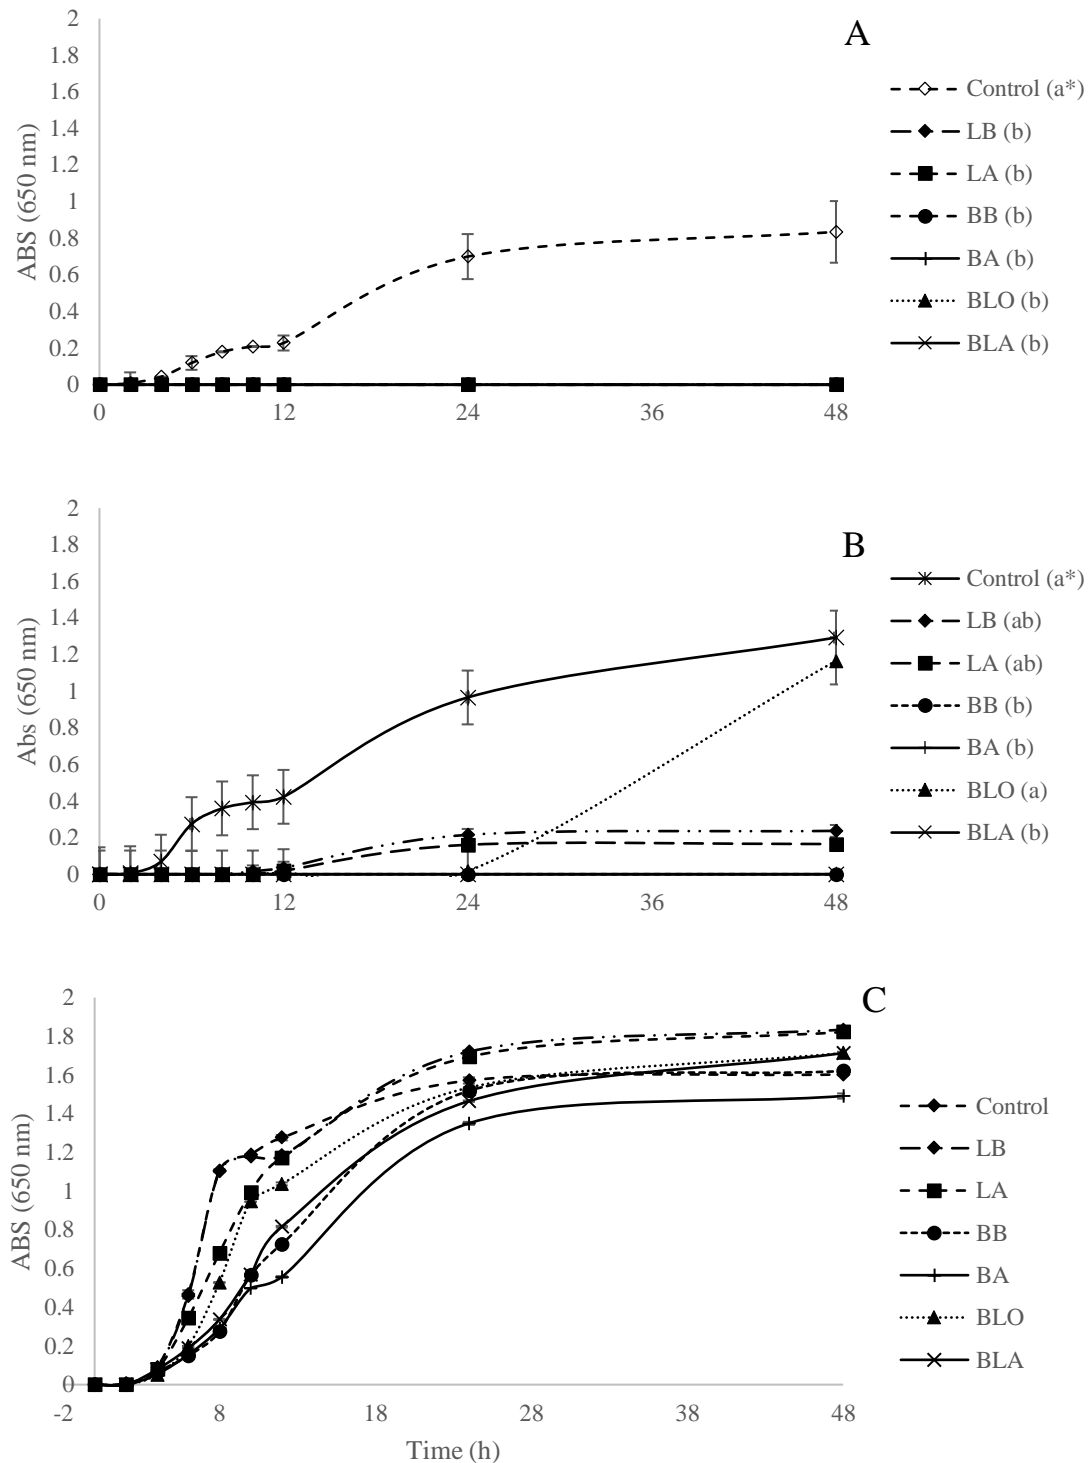 A
2
1.8
1.6
1.4
1.2
1
0.8
0.6
0.4
0.2
0
ABS (650 nm)
0 12 24 36 48
Control (a*)
LB (b)
LA (b)
BB (b)
BA (b)
BLO (b)
BLA (b)
B
2
1.8
1.6
1.4
1.2
1
0.8
0.6
0.4
0.2
0
Abs (650 nm)
0 12 24 36 48
Control (a*)
LB (ab)
LA (ab)
BB (b)
BA (b)
BLO (a)
BLA (b)
C
2
1.8
1.6
1.4
1.2
1
0.8
0.6
0.4
0.2
0
ABS (650 nm)
-2 8 18 28 38 48
Time (h)
Control
LB
LA
BB
BA
BLO
BLA